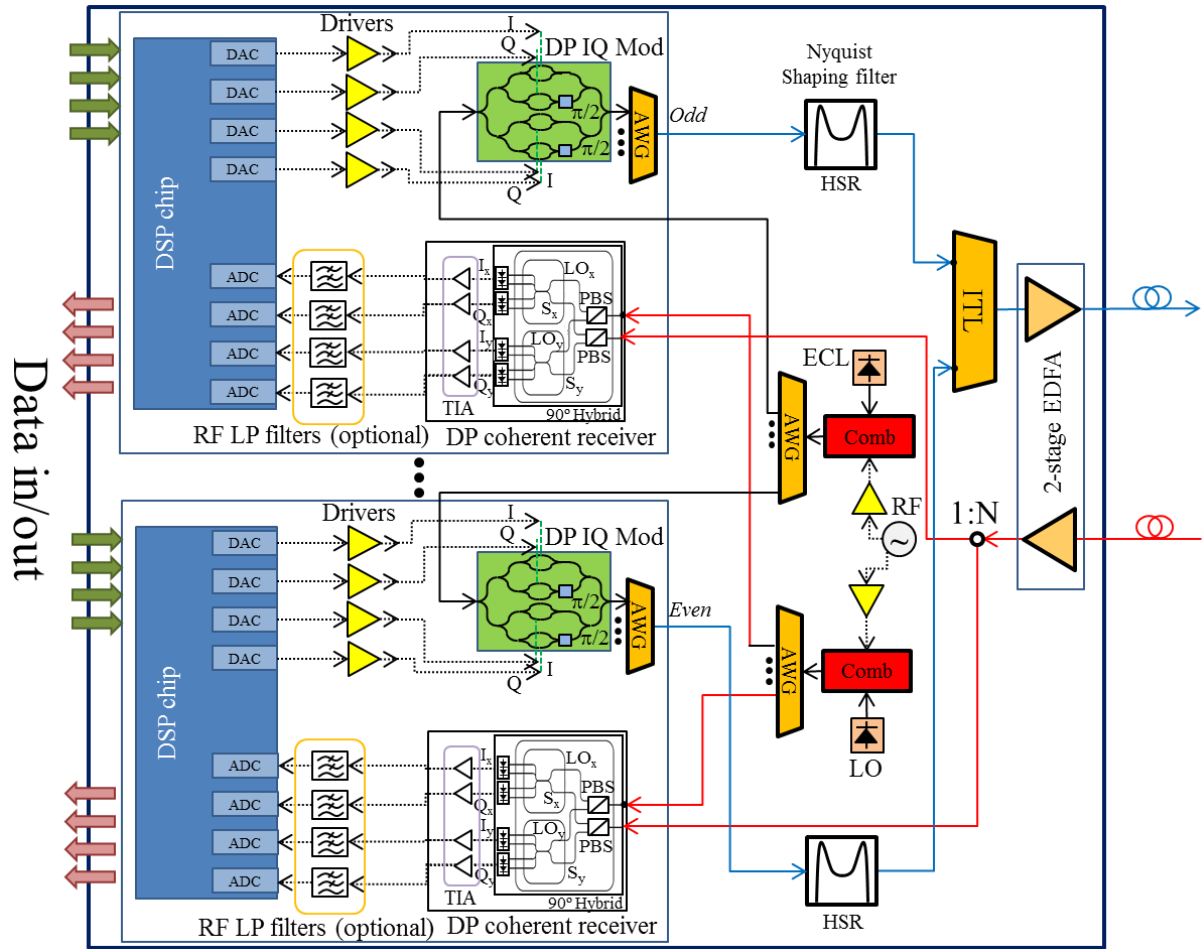 Data in/out
Drivers
DSP chip
DAC
DAC
DAC
DAC
I
Q
DP IQ Mod
π/2
π/2
Q
I
AWG
Odd
Nyquist
Shaping filter
HSR
ADC
ADC
ADC
ADC
RF LP filters (optional)
TIA
Ix
Qx
Iy
Qy
LOx
Sx
LOy
Sy
PBS
PBS
90° Hybrid
DP coherent receiver
ITL
2-stage EDFA
ECL
Comb
AWG
RF
~
1:N
Comb
AWG
LO
Drivers
DSP chip
DAC
DAC
DAC
DAC
I
Q
DP IQ Mod
π/2
π/2
Q
I
AWG
Even
ADC
ADC
ADC
ADC
RF LP filters (optional)
TIA
Ix
Qx
Iy
Qy
LOx
Sx
LOy
Sy
PBS
PBS
90° Hybrid
DP coherent receiver
HSR